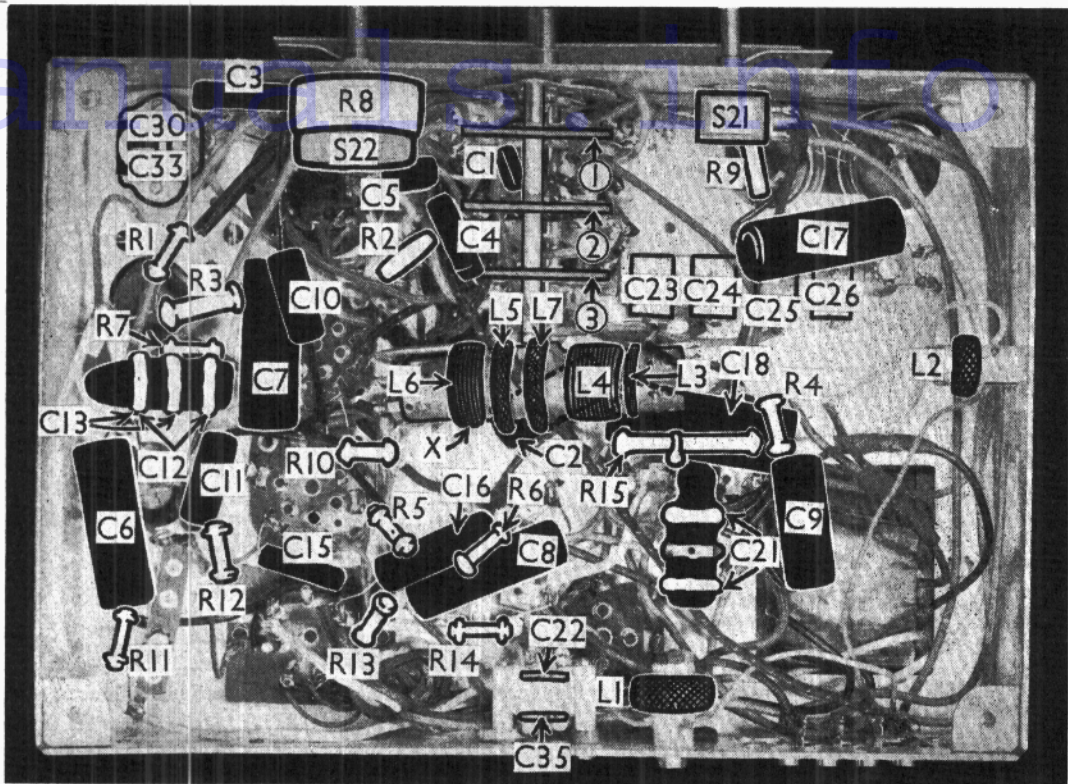 anuals.info
C3
R8
C30
C33
S22
S21
C1
1
R9
C5
R1
R2
C4
2
C17
R3
C10
C23
C24
C25
C26
3
R7
L5
L7
L2
L6
C7
L4
L3
C18
R4
C13
X
C2
C12
C11
R10
R15
C6
R5
C16
R6
C9
C15
C8
C21
R12
R11
R13
R14
C22
L1
C35